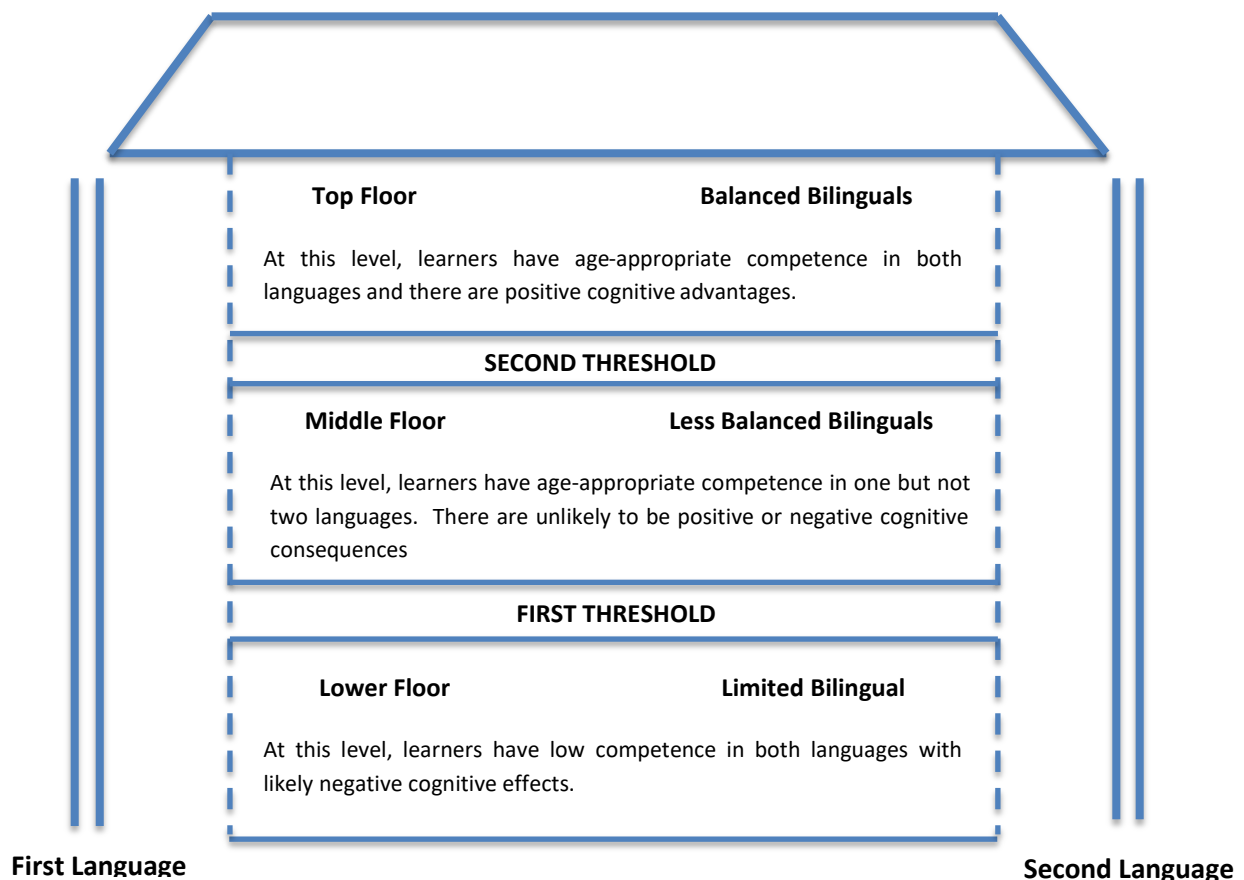 Top Floor Balanced Bilinguals
At this level, learners have age-appropriate competence in both
languages and there are positive cognitive advantages.
SECOND THRESHOLD
Middle Floor Less Balanced Bilinguals
At this level, learners have age-appropriate competence in one but not
two languages. There are unlikely to be positive or negative cognitive
consequences
FIRST THRESHOLD
Lower Floor Limited Bilingual
At this level, learners have low competence in both languages with
likely negative cognitive effects.
First Language Second Language